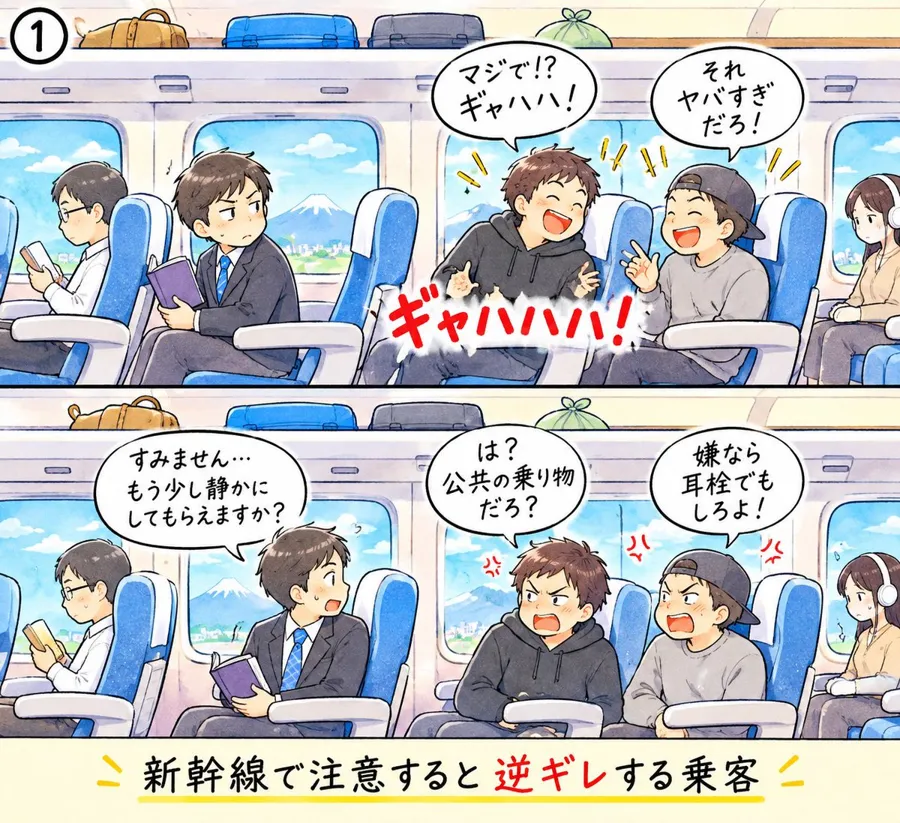 1
マジで!?
ギャハハ!
それ
ヤバすぎ
だろ!
ギャハハハ!
すみません…
もう少し静かに
してもらえますか?
は?
公共の乗り物
だろ?
嫌なら
耳栓でも
しろよ!
新幹線で注意すると逆ギレする乗客